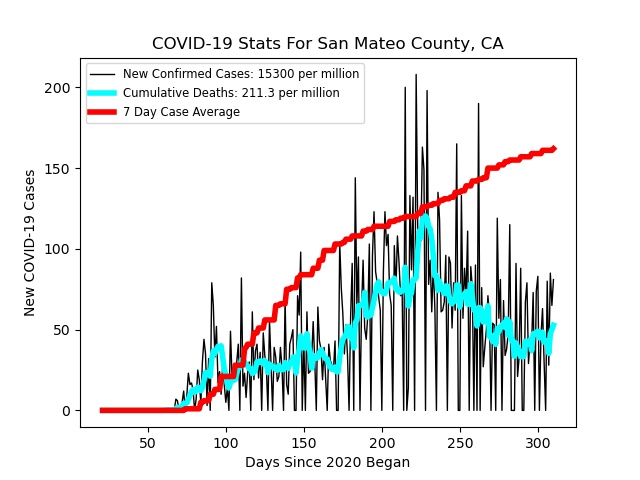 COVID-19 Stats For San Mateo County, CA
New Confirmed Cases: 15300 per million
Cumulative Deaths: 211.3 per million
7 Day Case Average
New COVID-19 Cases
200
150
100
50
0
50 100 150 200 250 300
Days Since 2020 Began